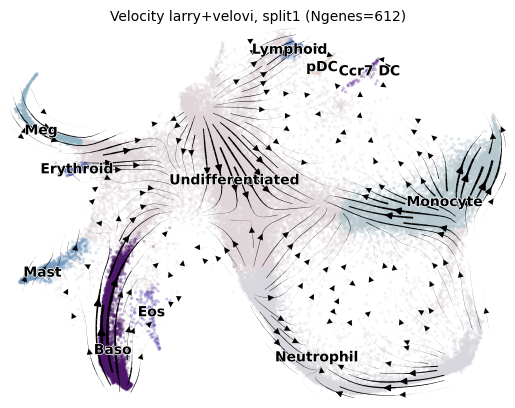 Velocity larry+velovi, split1 (Ngenes=612)
Lymphoid
pDC
Ccr7 DC
Meg
Erythroid
Undifferentiated
Monocyte
Mast
Eos
Baso
Neutrophil